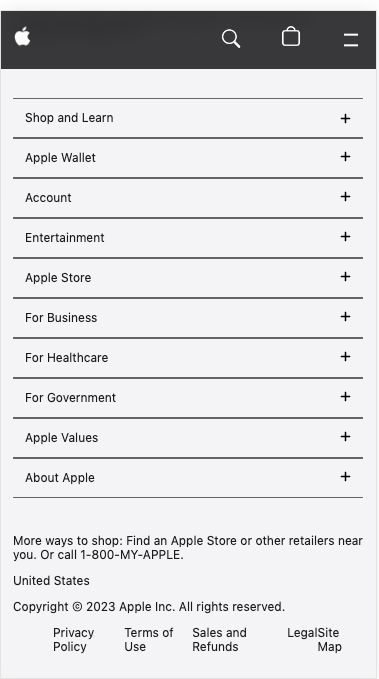 Shop and Learn +
Apple Wallet +
Account +
Entertainment +
Apple Store +
For Business +
For Healthcare +
For Government +
Apple Values +
About Apple +
More ways to shop: Find an Apple Store or other retailers near
you. Or call 1-800-MY-APPLE.
United States
Copyright © 2023 Apple Inc. All rights reserved.
Privacy Policy
Terms of Use
Sales and Refunds
Legal
Site Map